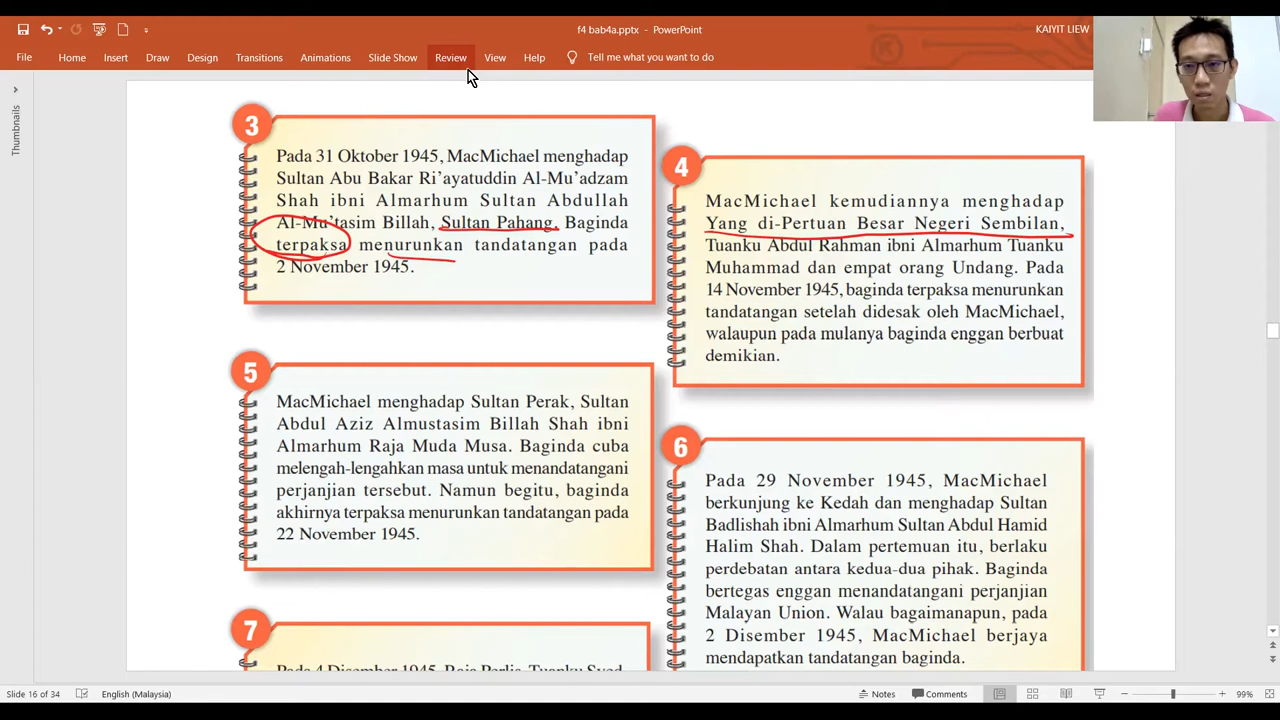 f4 bab4a.pptx - PowerPoint
KAIYIT LIEW
File Home Insert Draw Design Transitions Animations Slide Show Review View Help Tell me what you want to do
Thumbnails
3
Pada 31 Oktober 1945, MacMichael menghadap
Sultan Abu Bakar Ri’ayatuddin Al-Mu’adzam
Shah ibni Almarhum Sultan Abdullah
Al-Mu’tasim Billah, Sultan Pahang. Baginda
terpaksa menurunkan tandatangan pada
2 November 1945.
4
MacMichael kemudiannya menghadap
Yang di-Pertuan Besar Negeri Sembilan,
Tuanku Abdul Rahman ibni Almarhum Tuanku
Muhammad dan empat orang Undang. Pada
14 November 1945, baginda terpaksa menurunkan
tandatangan setelah didesak oleh MacMichael,
walaupun pada mulanya baginda enggan berbuat
demikian.
5
MacMichael menghadap Sultan Perak, Sultan
Abdul Aziz Almustasim Billah Shah ibni
Almarhum Raja Muda Musa. Baginda cuba
melengah-lengahkan masa untuk menandatangani
perjanjian tersebut. Namun begitu, baginda
akhirnya terpaksa menurunkan tandatangan pada
22 November 1945.
6
Pada 29 November 1945, MacMichael
berkunjung ke Kedah dan menghadap Sultan
Badlishah ibni Almarhum Sultan Abdul Hamid
Halim Shah. Dalam pertemuan itu, berlaku
perdebatan antara kedua-dua pihak. Baginda
bertegas enggan menandatangani perjanjian
Malayan Union. Walau bagaimanapun, pada
2 Disember 1945, MacMichael berjaya
mendapatkan tandatangan baginda.
7
Pada 4 Disember 1945, Raja Perlis, Tuanku Syed
Slide 16 of 34 English (Malaysia) Notes Comments 99%